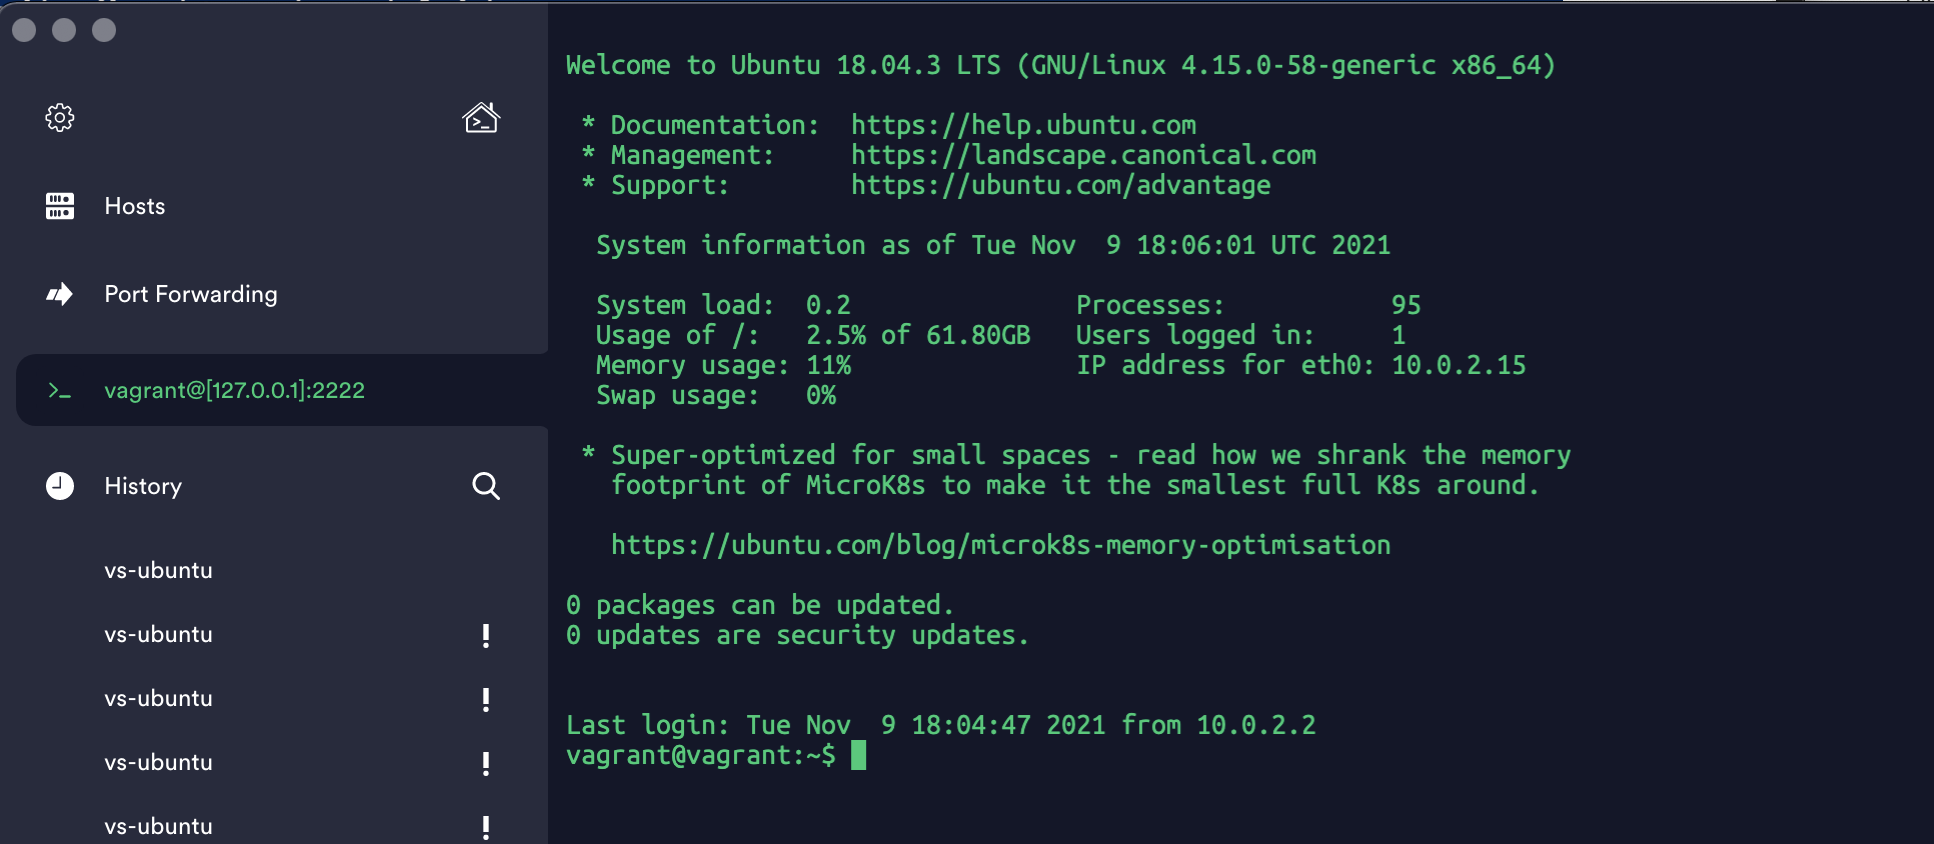 Hosts
Port Forwarding
>_ vagrant@[127.0.0.1]:2222
History
vs-ubuntu
vs-ubuntu !
vs-ubuntu !
vs-ubuntu !
vs-ubuntu !
Welcome to Ubuntu 18.04.3 LTS (GNU/Linux 4.15.0-58-generic x86_64)
* Documentation:  https://help.ubuntu.com
* Management:     https://landscape.canonical.com
* Support:        https://ubuntu.com/advantage
System information as of Tue Nov  9 18:06:01 UTC 2021
System load:  0.2               Processes:           95
Usage of /:   2.5% of 61.80GB   Users logged in:     1
Memory usage: 11%               IP address for eth0: 10.0.2.15
Swap usage:   0%
* Super-optimized for small spaces - read how we shrank the memory
footprint of MicroK8s to make it the smallest full K8s around.
https://ubuntu.com/blog/microk8s-memory-optimisation
0 packages can be updated.
0 updates are security updates.
Last login: Tue Nov  9 18:04:47 2021 from 10.0.2.2
vagrant@vagrant:~$